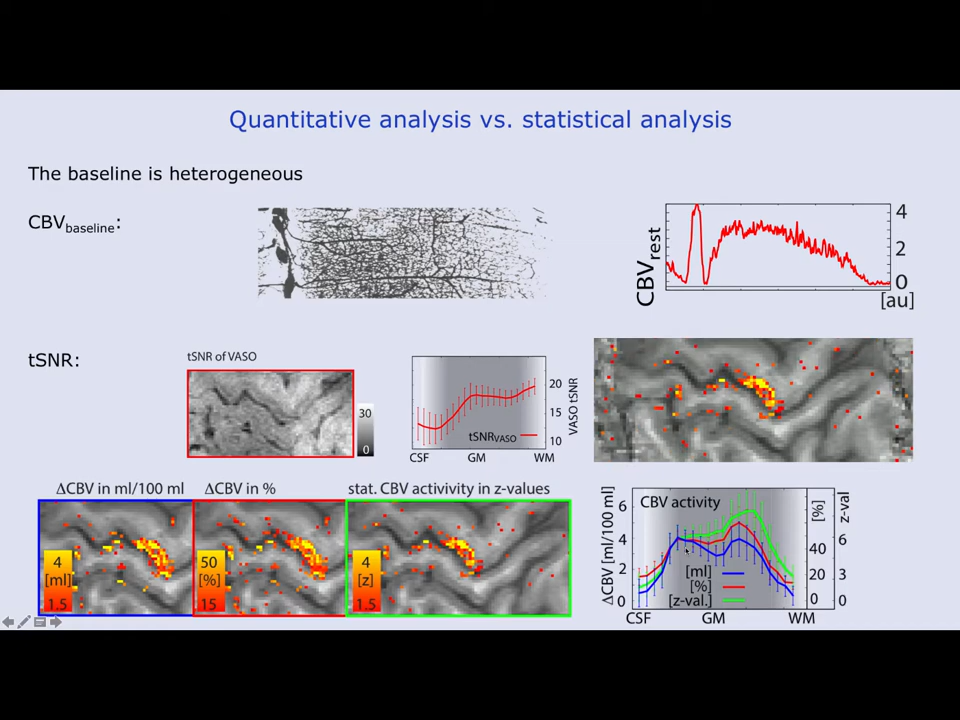 Quantitative analysis vs. statistical analysis
The baseline is heterogeneous
CBVbaseline:
CBVrest
4
2
0
[au]
tSNR:
tSNR of VASO
30
0
20
15
10
VASO tSNR
tSNRVASO
CSF GM WM
ΔCBV in ml/100 ml
ΔCBV in %
stat. CBV activivity in z-values
4
[ml]
1.5
50
[%]
15
4
[z]
1.5
CBV activity
ΔCBV [ml/100 ml]
6
4
2
0
[ml]
[%]
[z-val.]
[%]
40
20
0
z-val
6
3
0
CSF GM WM